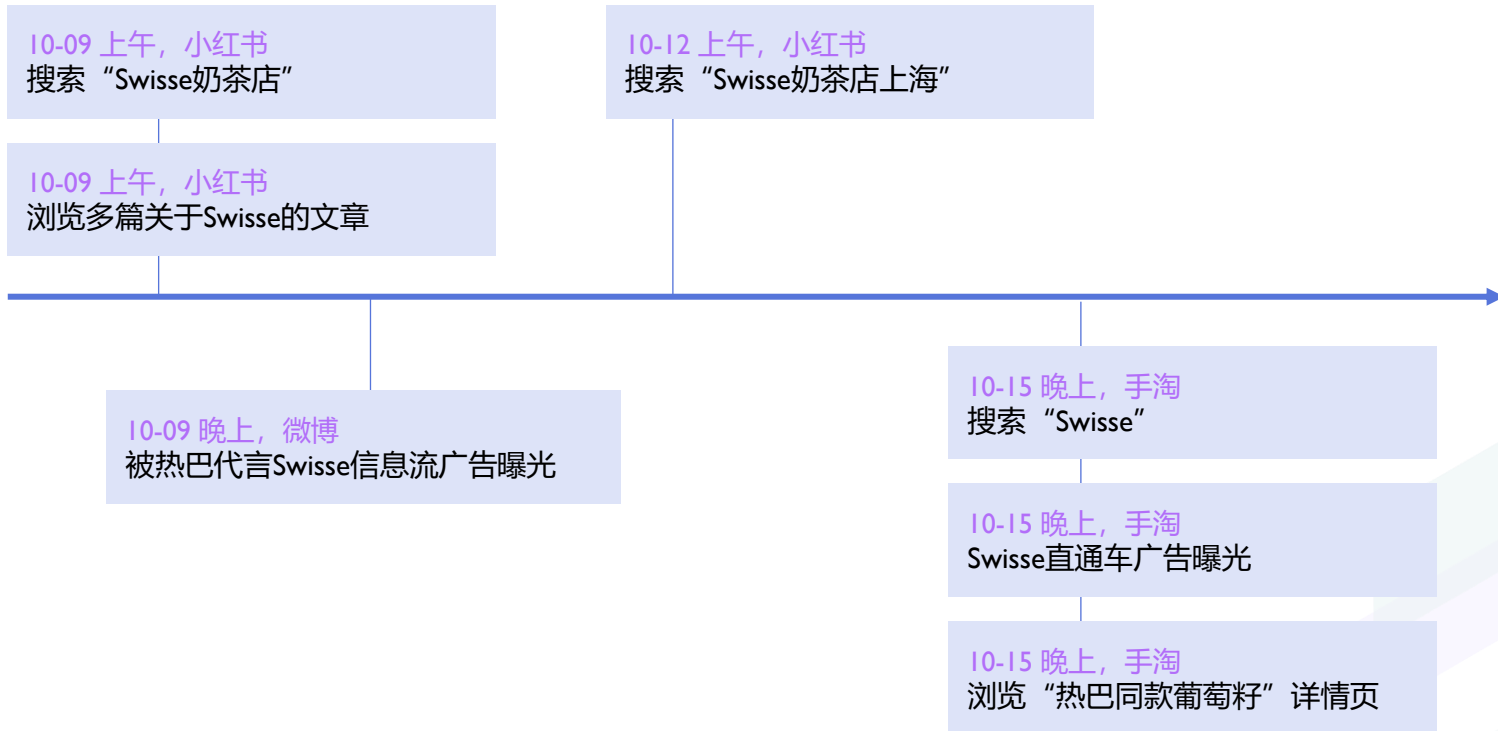 10-09 上午，小红书
搜索“Swisse奶茶店”
10-09 上午，小红书
浏览多篇关于Swisse的文章
10-12 上午，小红书
搜索“Swisse奶茶店上海”
10-09 晚上，微博
被热巴代言Swisse信息流广告曝光
10-15 晚上，手淘
搜索“Swisse”
10-15 晚上，手淘
Swisse直通车广告曝光
10-15 晚上，手淘
浏览“热巴同款葡萄籽”详情页